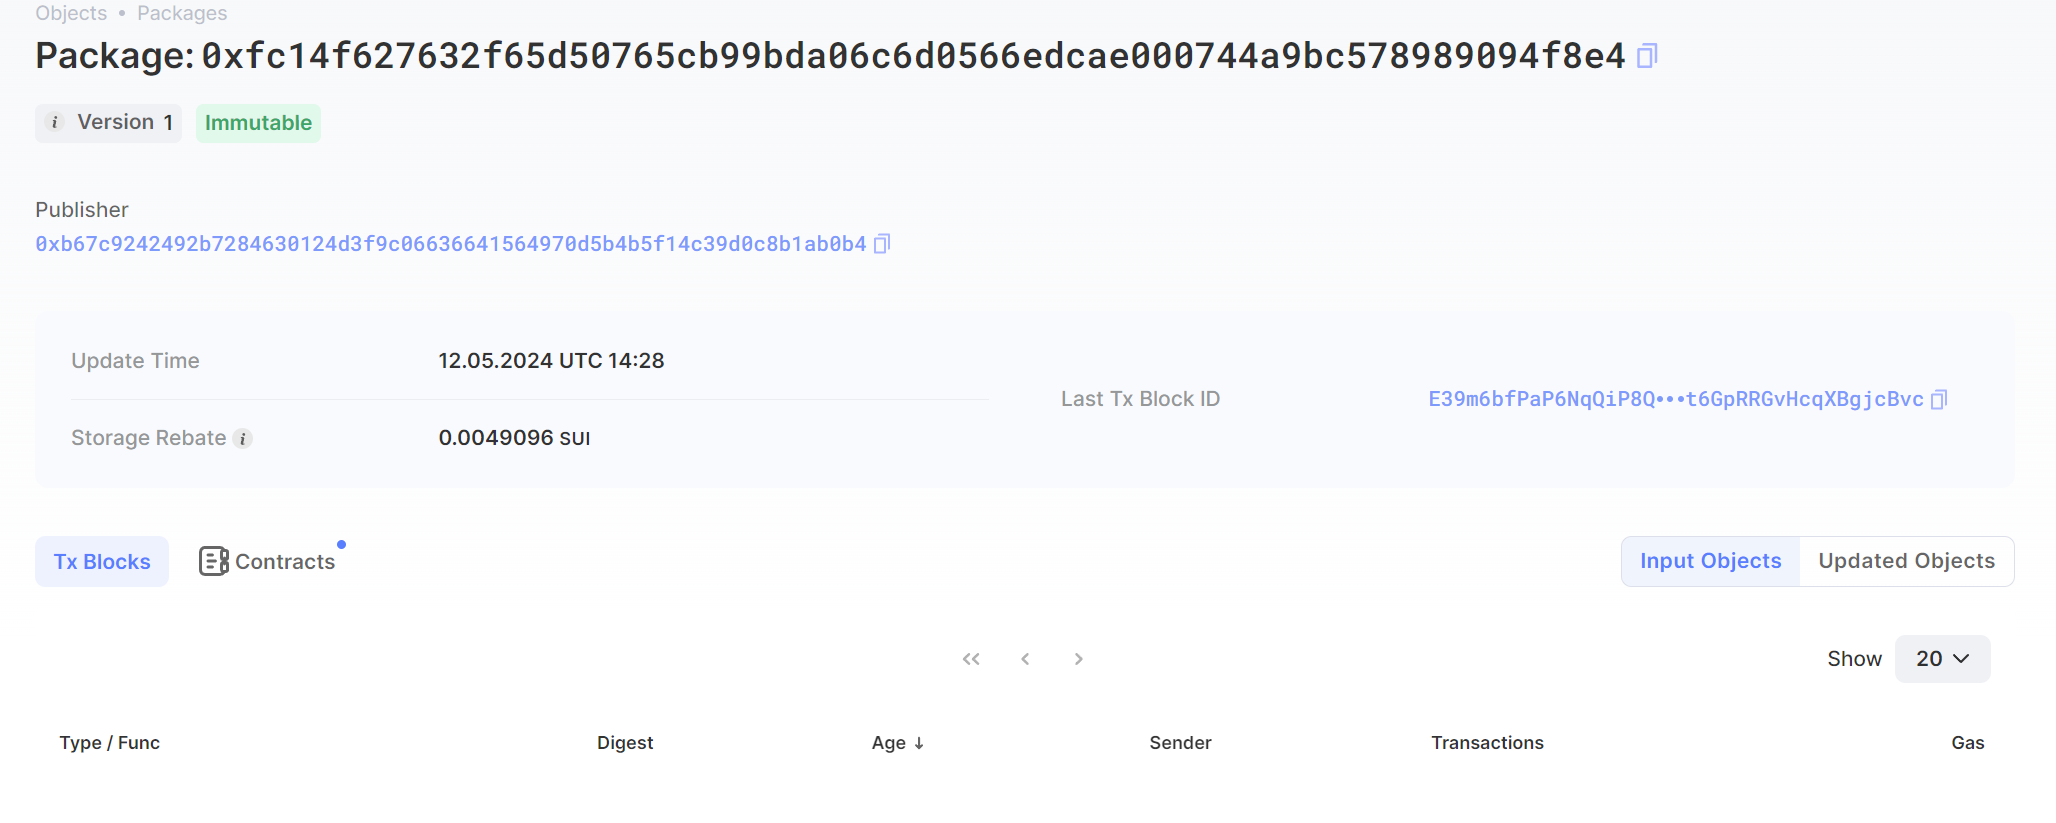 Objects • Packages
Package: 0xfc14f627632f65d50765cb99bda06c6d0566edcae000744a9bc578989094f8e4
i Version 1 Immutable
Publisher
0xb67c9242492b7284630124d3f9c06636641564970d5b4b5f14c39d0c8b1ab0b4
Update Time 12.05.2024 UTC 14:28
Last Tx Block ID E39m6bfPaP6NqQiP8Q•••t6GpRRGvHcqXBgjcBvc
Storage Rebate i 0.0049096 SUI
Tx Blocks Contracts Input Objects Updated Objects
Show 20
Type / Func Digest Age ↓ Sender Transactions Gas